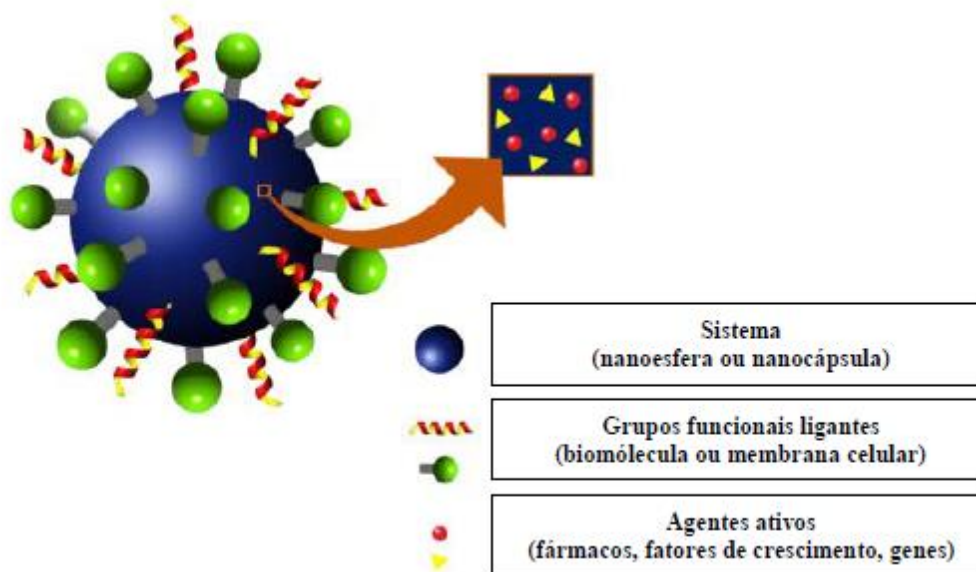 Sistema
(nanoesfera ou nanocápsula)
Grupos funcionais ligantes
(biomólecula ou membrana celular)
Agentes ativos
(fármacos, fatores de crescimento, genes)